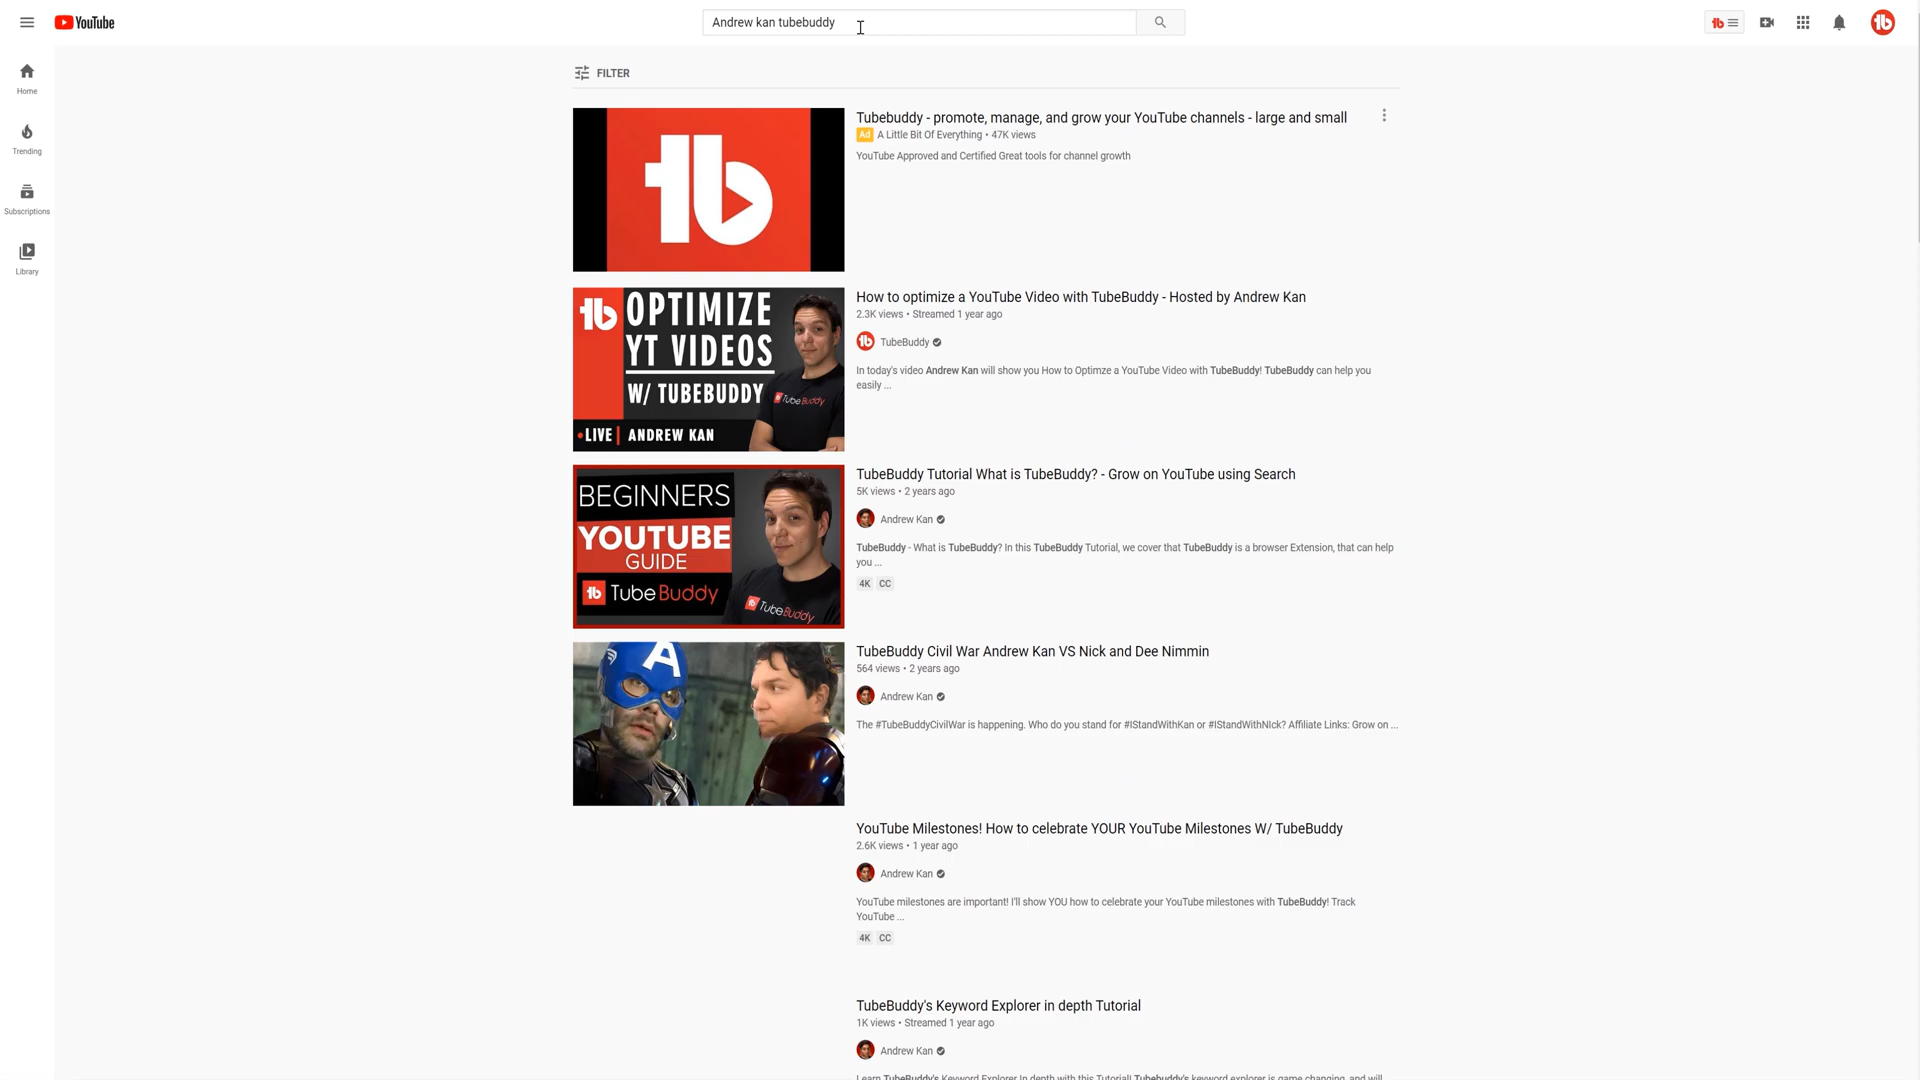 YouTube
Andrew kan tubebuddy
Home
Trending
Subscriptions
Library
FILTER
Tubebuddy - promote, manage, and grow your YouTube channels - large and small
Ad A Little Bit Of Everything • 47K views
YouTube Approved and Certified Great tools for channel growth
tb
tb OPTIMIZE
YT VIDEOS
W/ TUBEBUDDY
TubeBuddy
•LIVE | ANDREW KAN
How to optimize a YouTube Video with TubeBuddy - Hosted by Andrew Kan
2.3K views • Streamed 1 year ago
TubeBuddy
In today's video Andrew Kan will show you How to Optimze a YouTube Video with TubeBuddy! TubeBuddy can help you
easily ...
BEGINNERS
YOUTUBE
GUIDE
tb TubeBuddy
TubeBuddy
TubeBuddy Tutorial What is TubeBuddy? - Grow on YouTube using Search
5K views • 2 years ago
Andrew Kan
TubeBuddy - What is TubeBuddy? In this TubeBuddy Tutorial, we cover that TubeBuddy is a browser Extension, that can help
you ...
4K CC
A
TubeBuddy Civil War Andrew Kan VS Nick and Dee Nimmin
564 views • 2 years ago
Andrew Kan
The #TubeBuddyCivilWar is happening. Who do you stand for #IStandWithKan or #IStandWithNIck? Affiliate Links: Grow on ...
YouTube Milestones! How to celebrate YOUR YouTube Milestones W/ TubeBuddy
2.6K views • 1 year ago
Andrew Kan
YouTube milestones are important! I'll show YOU how to celebrate your YouTube milestones with TubeBuddy! Track
YouTube ...
4K CC
TubeBuddy's Keyword Explorer in depth Tutorial
1K views • Streamed 1 year ago
Andrew Kan
Learn TubeBuddy's Keyword Explorer In depth with this Tutorial! Tubebuddy's keyword explorer is game changing, and will